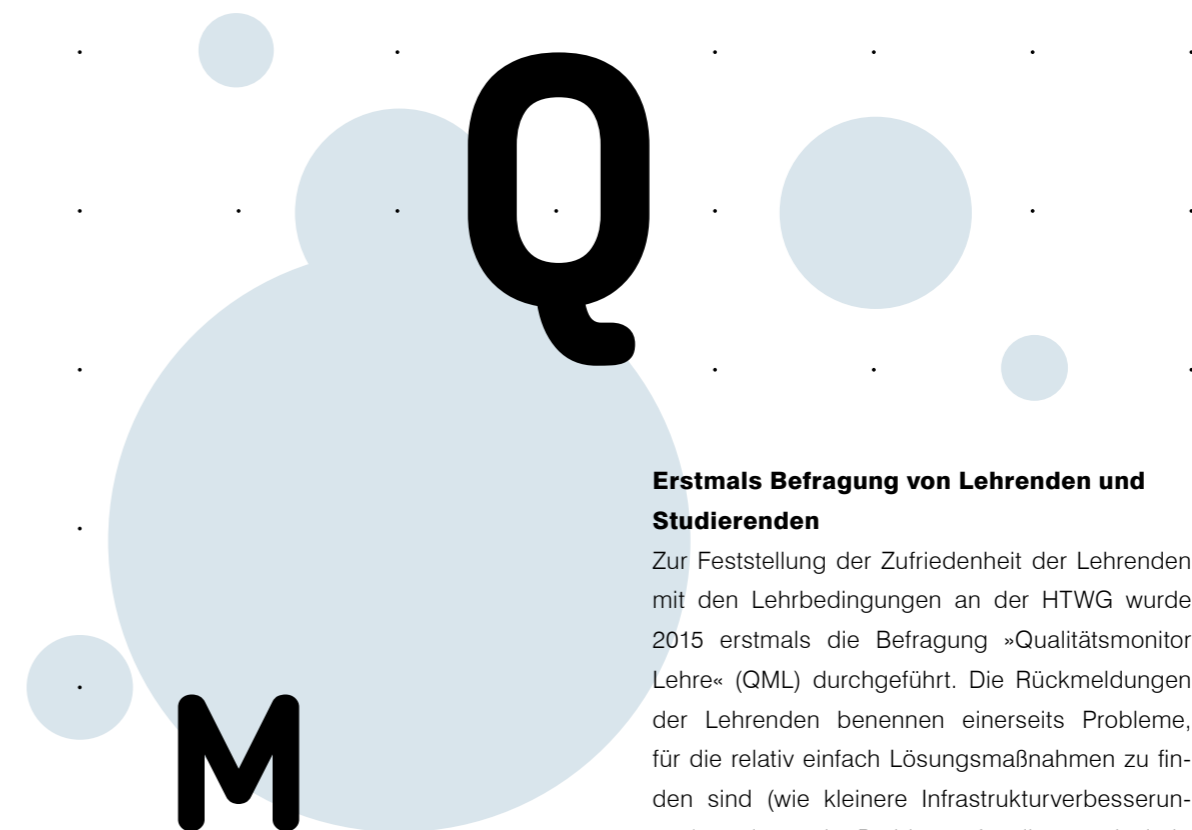 Q
M
Erstmals Befragung von Lehrenden und
Studierenden
Zur Feststellung der Zufriedenheit der Lehrenden
mit den Lehrbedingungen an der HTWG wurde
2015 erstmals die Befragung »Qualitätsmonitor
Lehre« (QML) durchgeführt. Die Rückmeldungen
der Lehrenden benennen einerseits Probleme,
für die relativ einfach Lösungsmaßnahmen zu fin-
den sind (wie kleinere Infrastrukturverbesserun-